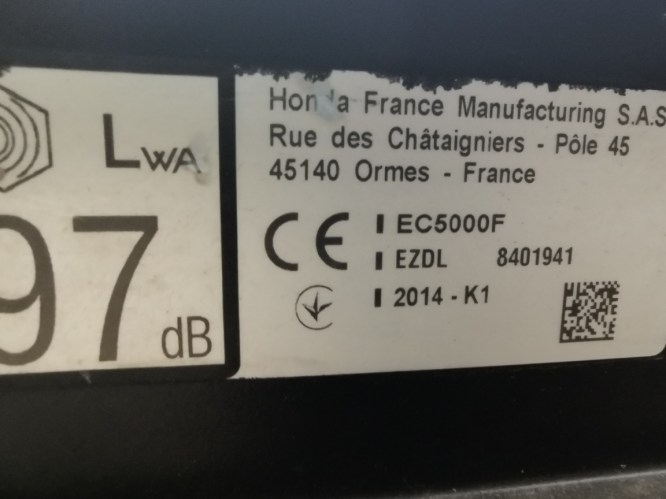 LWA
97
dB
Honda France Manufacturing S.A.S
Rue des Châtaigniers - Pôle 45
45140 Ormes - France
CE
EC5000F
EZDL 8401941
2014 - K1